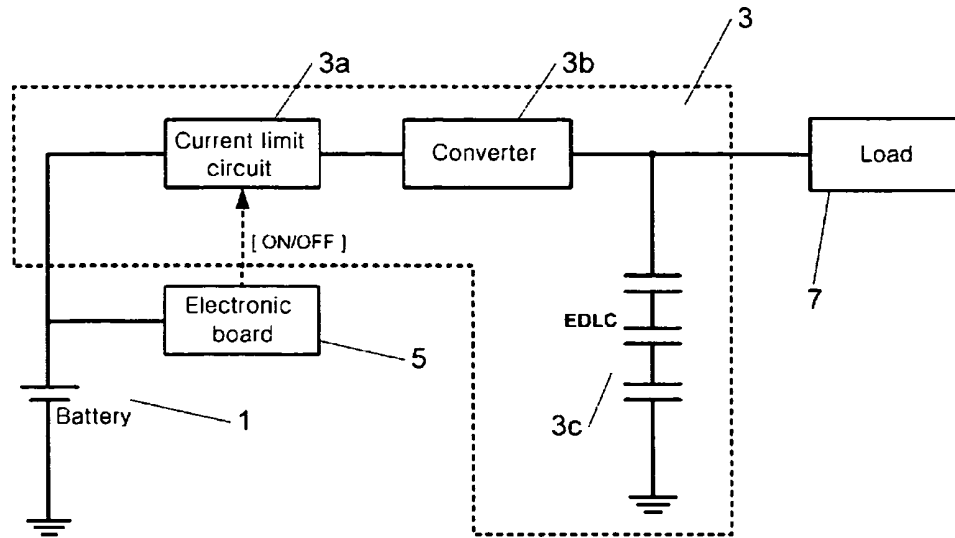 3
3a
3b
Current limit
circuit
Converter
Load
[ ON/OFF ]
7
Electronic
board
EDLC
5
Battery
1
3c